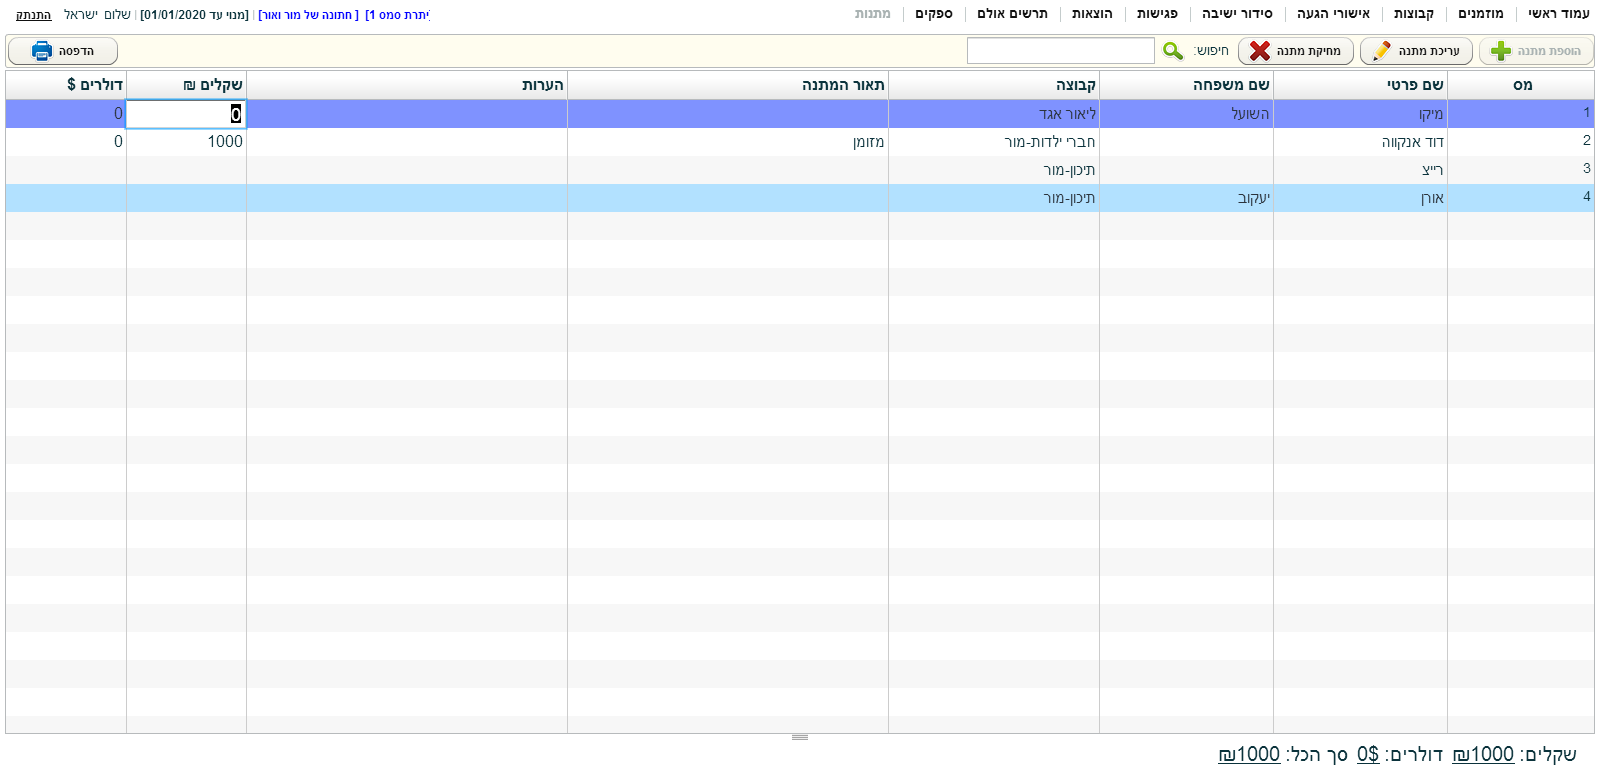 עמוד ראשי | מוזמנים | קבוצות | אישורי הגעה | סידור ישיבה | פגישות | הוצאות | תרשים אולם | ספקים | מתנות
יתרת סמס 1] [ חתונה של מור ואור] | [מנוי עד 01/01/2020] | שלום ישראל התנתק
הוספת מתנה עריכת מתנה מחיקת מתנה חיפוש: הדפסה
מס שם פרטי שם משפחה קבוצה תאור המתנה הערות שקלים ₪ דולרים $
1 מיקו השועל ליאור אגד 0 0
2 דוד אנקווה חברי ילדות-מור מזומן 1000 0
3 רייצ תיכון-מור
4 אורן יעקוב תיכון-מור
שקלים: 1000₪ דולרים: 0$ סך הכל: 1000₪